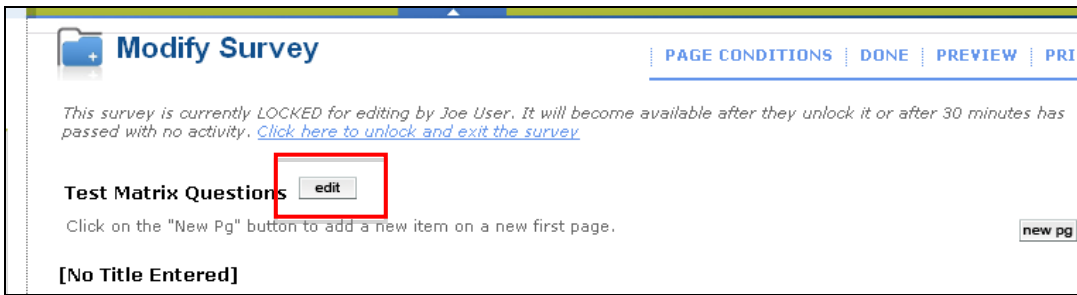 Modify Survey
PAGE CONDITIONS DONE PREVIEW PRI
This survey is currently LOCKED for editing by Joe User. It will become available after they unlock it or after 30 minutes has
passed with no activity. Click here to unlock and exit the survey
Test Matrix Questions edit
Click on the "New Pg" button to add a new item on a new first page.
new pg
[No Title Entered]